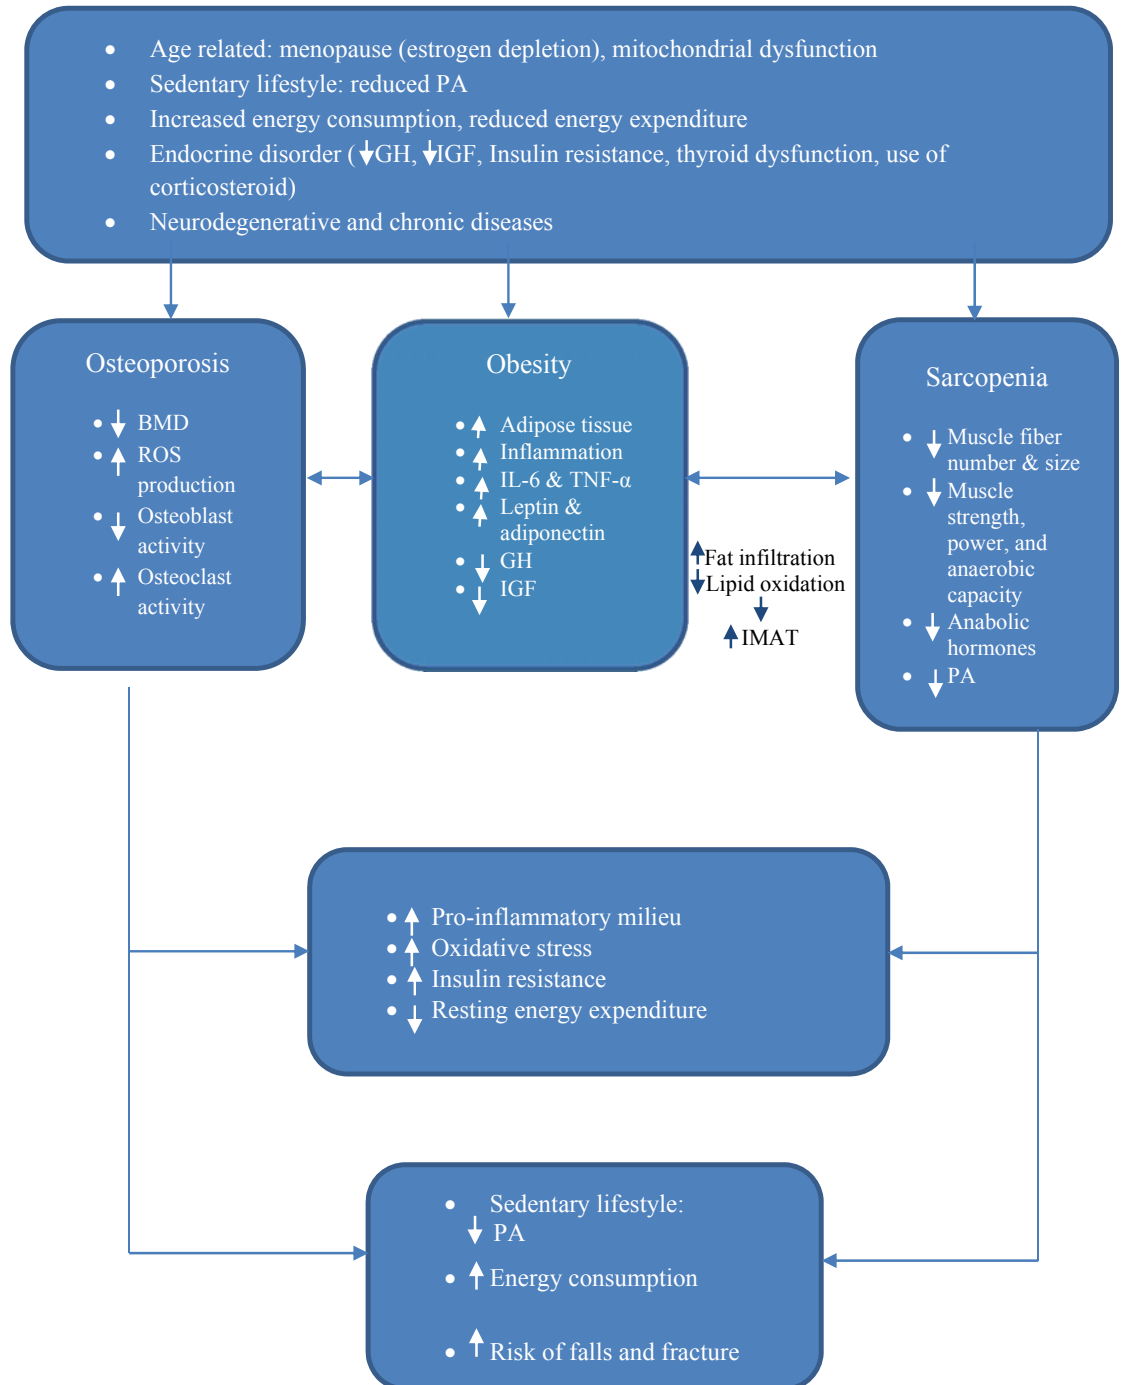 • Age related: menopause (estrogen depletion), mitochondrial dysfunction
• Sedentary lifestyle: reduced PA
• Increased energy consumption, reduced energy expenditure
• Endocrine disorder (↓GH, ↓IGF, Insulin resistance, thyroid dysfunction, use of
corticosteroid)
• Neurodegenerative and chronic diseases
Osteoporosis
• ↓ BMD
• ↑ ROS
production
• ↓ Osteoblast
activity
• ↑ Osteoclast
activity
Obesity
• ↑ Adipose tissue
• ↑ Inflammation
• ↑ IL-6 & TNF-α
• ↑ Leptin &
adiponectin
• ↓ GH
• ↓ IGF
↑Fat infiltration
↓Lipid oxidation
↓
↑IMAT
Sarcopenia
• ↓ Muscle fiber
number & size
• ↓ Muscle
strength,
power, and
anaerobic
capacity
• ↓ Anabolic
hormones
• ↓ PA
• ↑ Pro-inflammatory milieu
• ↑ Oxidative stress
• ↑ Insulin resistance
• ↓ Resting energy expenditure
• Sedentary lifestyle:
↓ PA
• ↑ Energy consumption
• ↑ Risk of falls and fracture